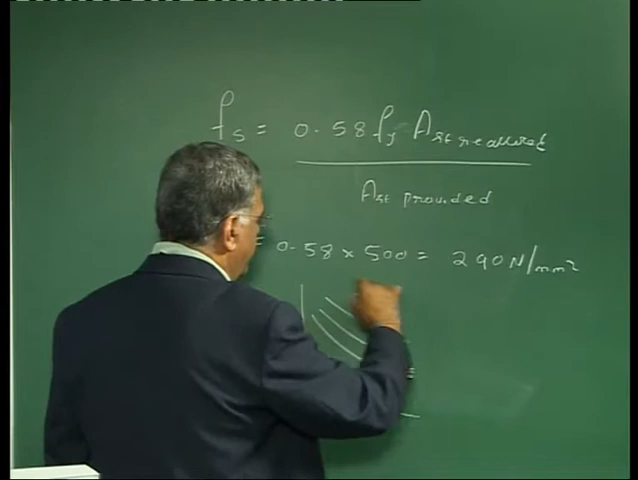 fs = 0.58 fy Ast required
Ast provided
= 0.58 x 500 = 290 N/mm²